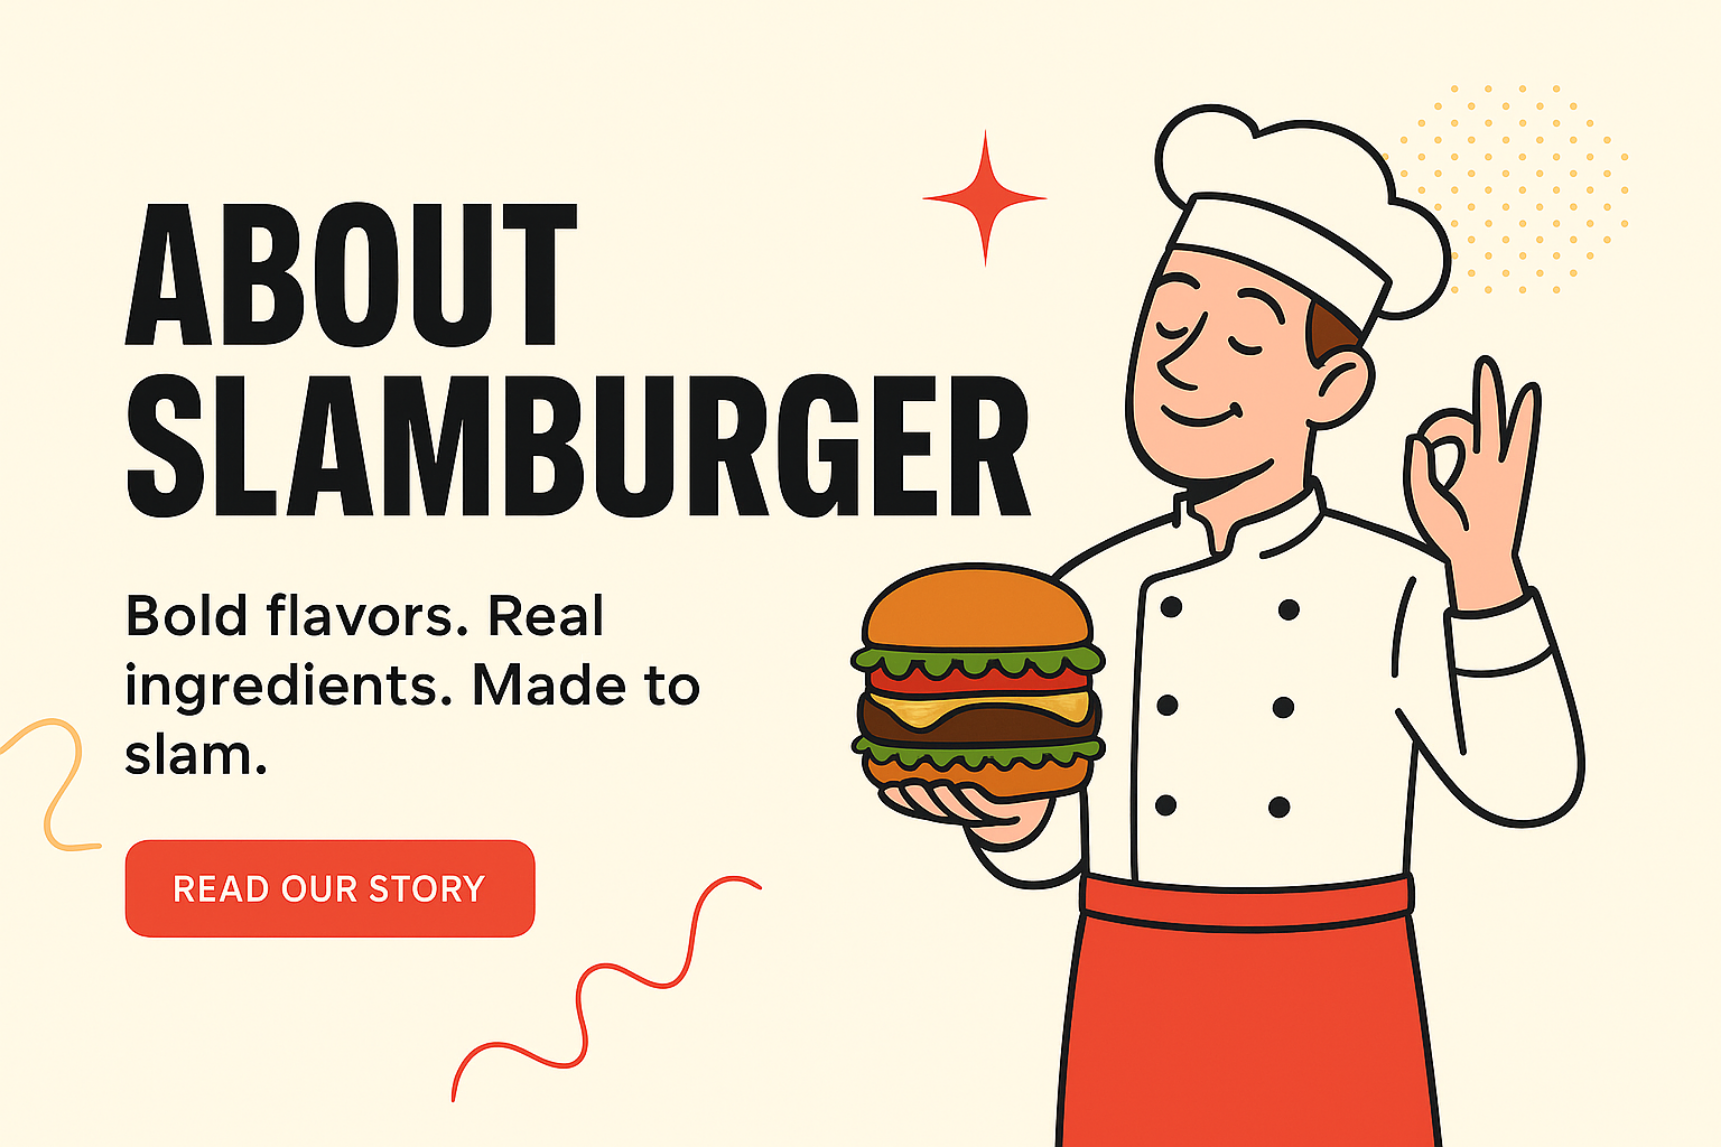 ABOUT
SLAMBURGER
Bold flavors. Real
ingredients. Made to
slam.
READ OUR STORY